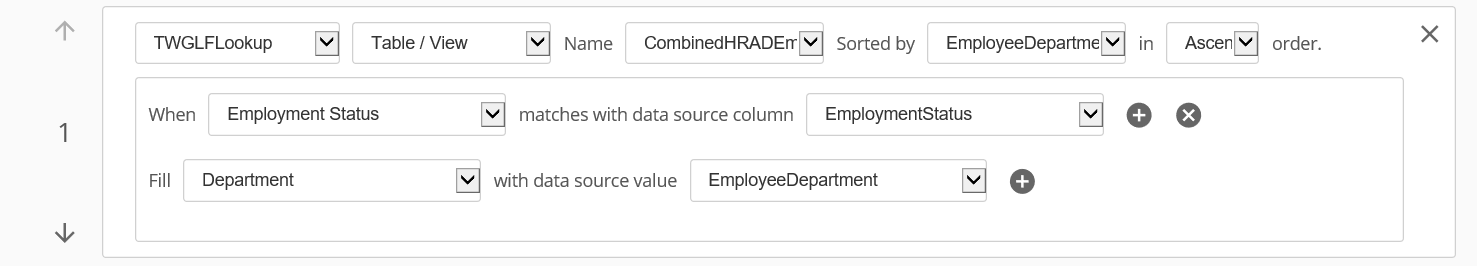 TWGLFLookup Table / View Name CombinedHRADEm Sorted by EmployeeDepartme in Ascen order.
When Employment Status matches with data source column EmploymentStatus
1
Fill Department with data source value EmployeeDepartment